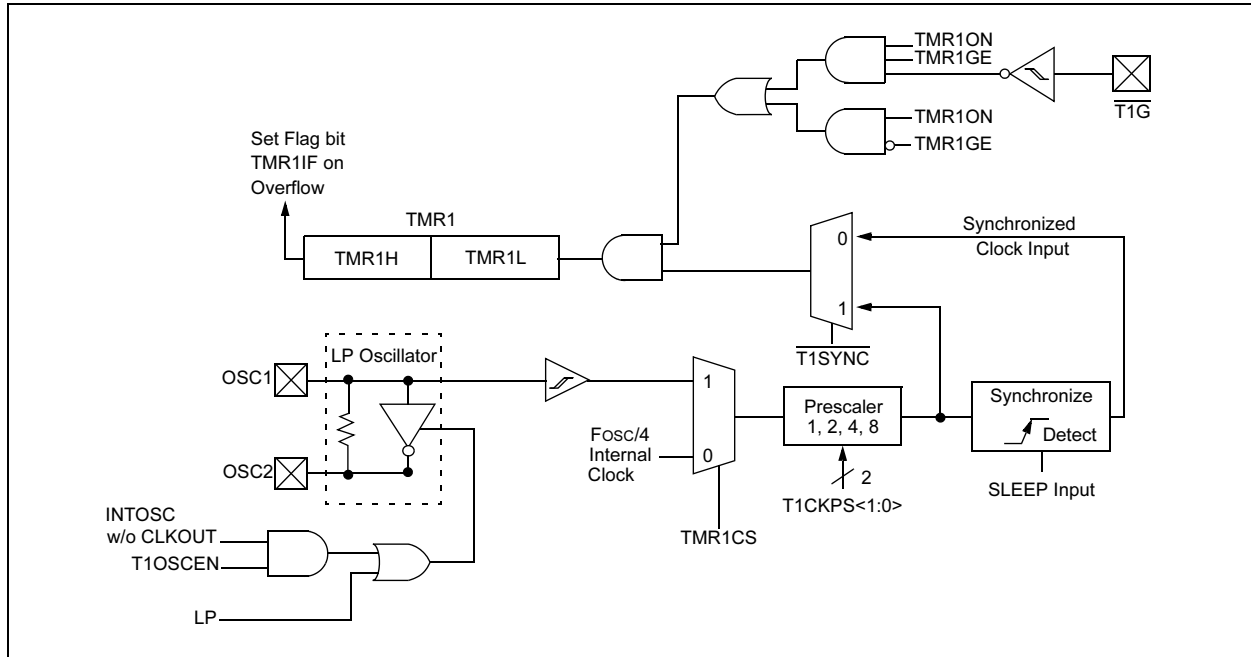 TMR1ON
TMR1GE
T1G
TMR1ON
TMR1GE
Set Flag bit
TMR1IF on
Overflow
TMR1
TMR1H
TMR1L
0
1
Synchronized
Clock Input
T1SYNC
LP Oscillator
OSC1
OSC2
1
0
FOSC/4
Internal
Clock
TMR1CS
Prescaler
1, 2, 4, 8
2
T1CKPS<1:0>
Synchronize
Detect
SLEEP Input
INTOSC
w/o CLKOUT
T1OSCEN
LP